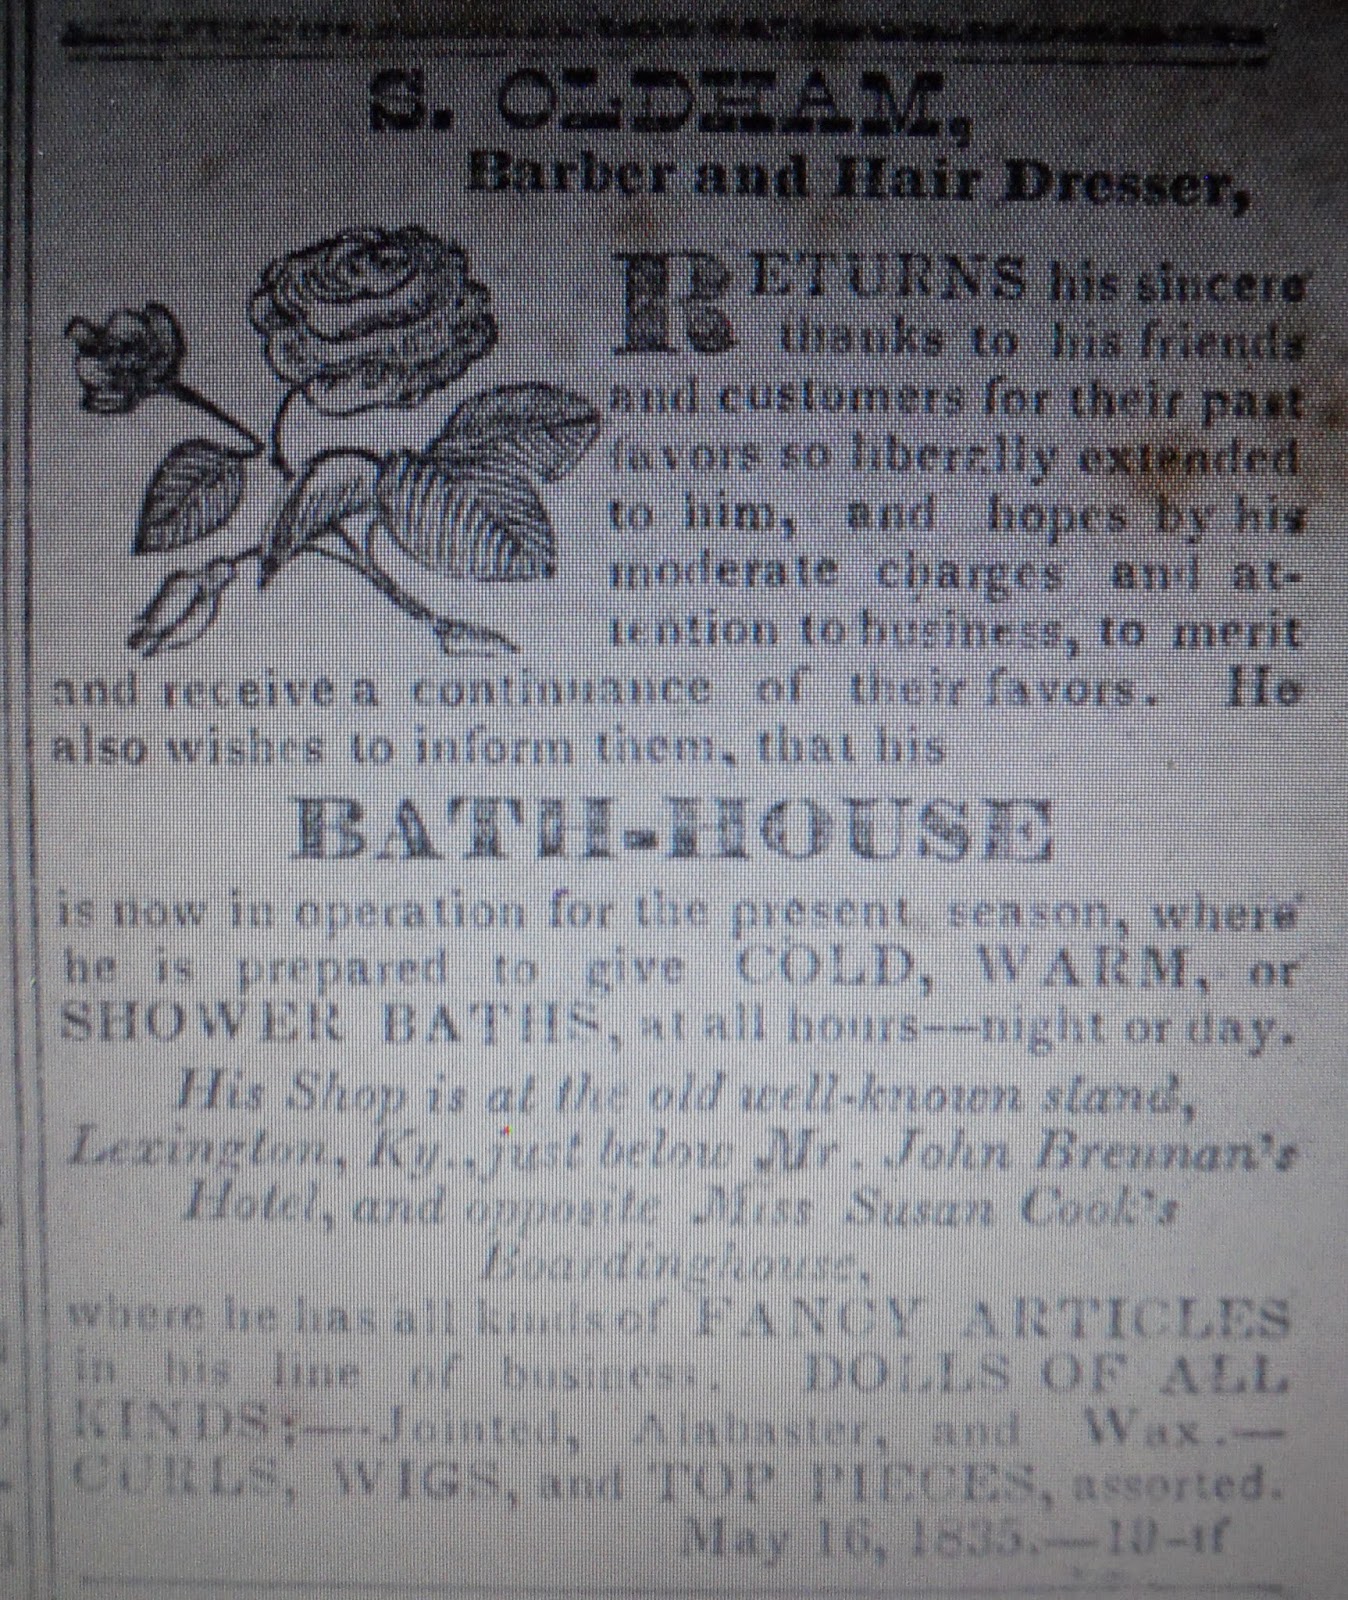 S. OLDHAM,
Barber and Hair Dresser,
RETURNS his sincere
thanks to his friends
and customers for their past
favors so liberally extended
to him, and hopes by his
moderate charges and at-
tention to business, to merit
and receive a continuance of their favors. He
also wishes to inform them, that his
BATH-HOUSE
is now in operation for the present season, where
he is prepared to give COLD, WARM, or
SHOWER BATHS, at all hours—night or day.
His Shop is at the old well-known stand,
Lexington, Ky., just below Mr. John Brennan's
Hotel, and opposite Miss Susan Cook's
Boardinghouse,
where he has all kinds of FANCY ARTICLES
in his line of business. DOLLS OF ALL
KINDS;—Jointed, Alabaster, and Wax.—
CURLS, WIGS, and TOP PIECES, assorted.
May 16, 1835.—19-tf